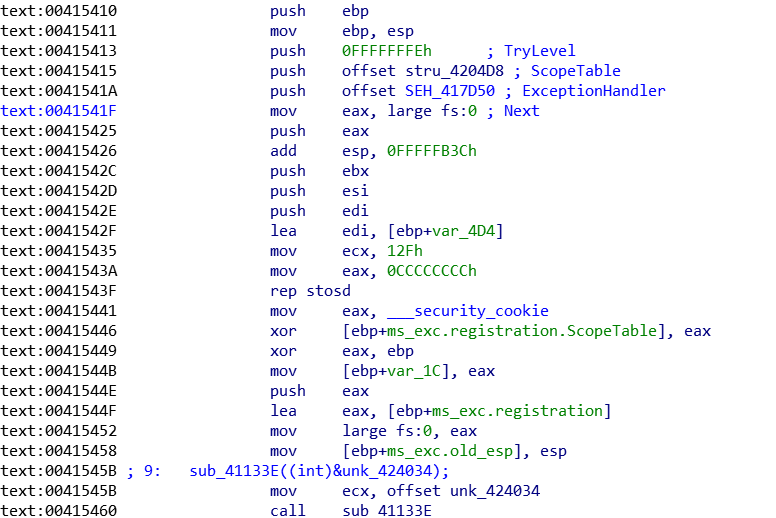 text:00415410 push ebp
text:00415411 mov ebp, esp
text:00415413 push 0FFFFFFFEh ; TryLevel
text:00415415 push offset stru_4204D8 ; ScopeTable
text:0041541A push offset SEH_417D50 ; ExceptionHandler
text:0041541F mov eax, large fs:0 ; Next
text:00415425 push eax
text:00415426 add esp, 0FFFFFB3Ch
text:0041542C push ebx
text:0041542D push esi
text:0041542E push edi
text:0041542F lea edi, [ebp+var_4D4]
text:00415435 mov ecx, 12Fh
text:0041543A mov eax, 0CCCCCCCCh
text:0041543F rep stosd
text:00415441 mov eax, ___security_cookie
text:00415446 xor [ebp+ms_exc.registration.ScopeTable], eax
text:00415449 xor eax, ebp
text:0041544B mov [ebp+var_1C], eax
text:0041544E push eax
text:0041544F lea eax, [ebp+ms_exc.registration]
text:00415452 mov large fs:0, eax
text:00415458 mov [ebp+ms_exc.old_esp], esp
text:0041545B ; 9: sub_41133E((int)&unk_424034);
text:0041545B mov ecx, offset unk_424034
text:00415460 call sub_41133E